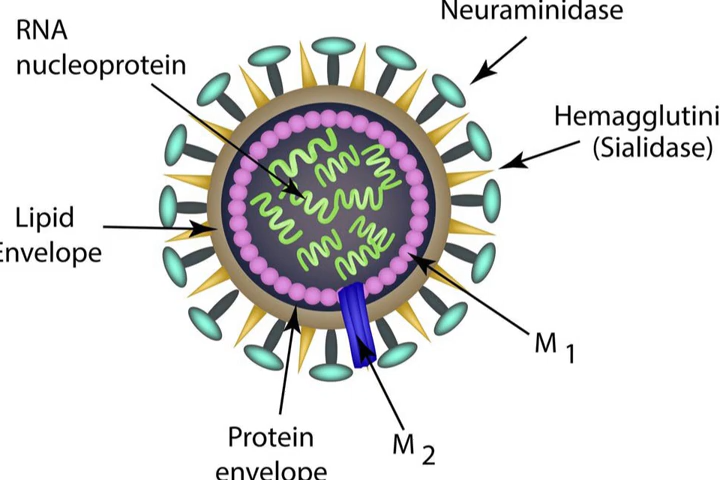 Neuraminidase
RNA
nucleoprotein
Hemagglutini
(Sialidase)
Lipid
Envelope
M 1
Protein
envelope
M 2